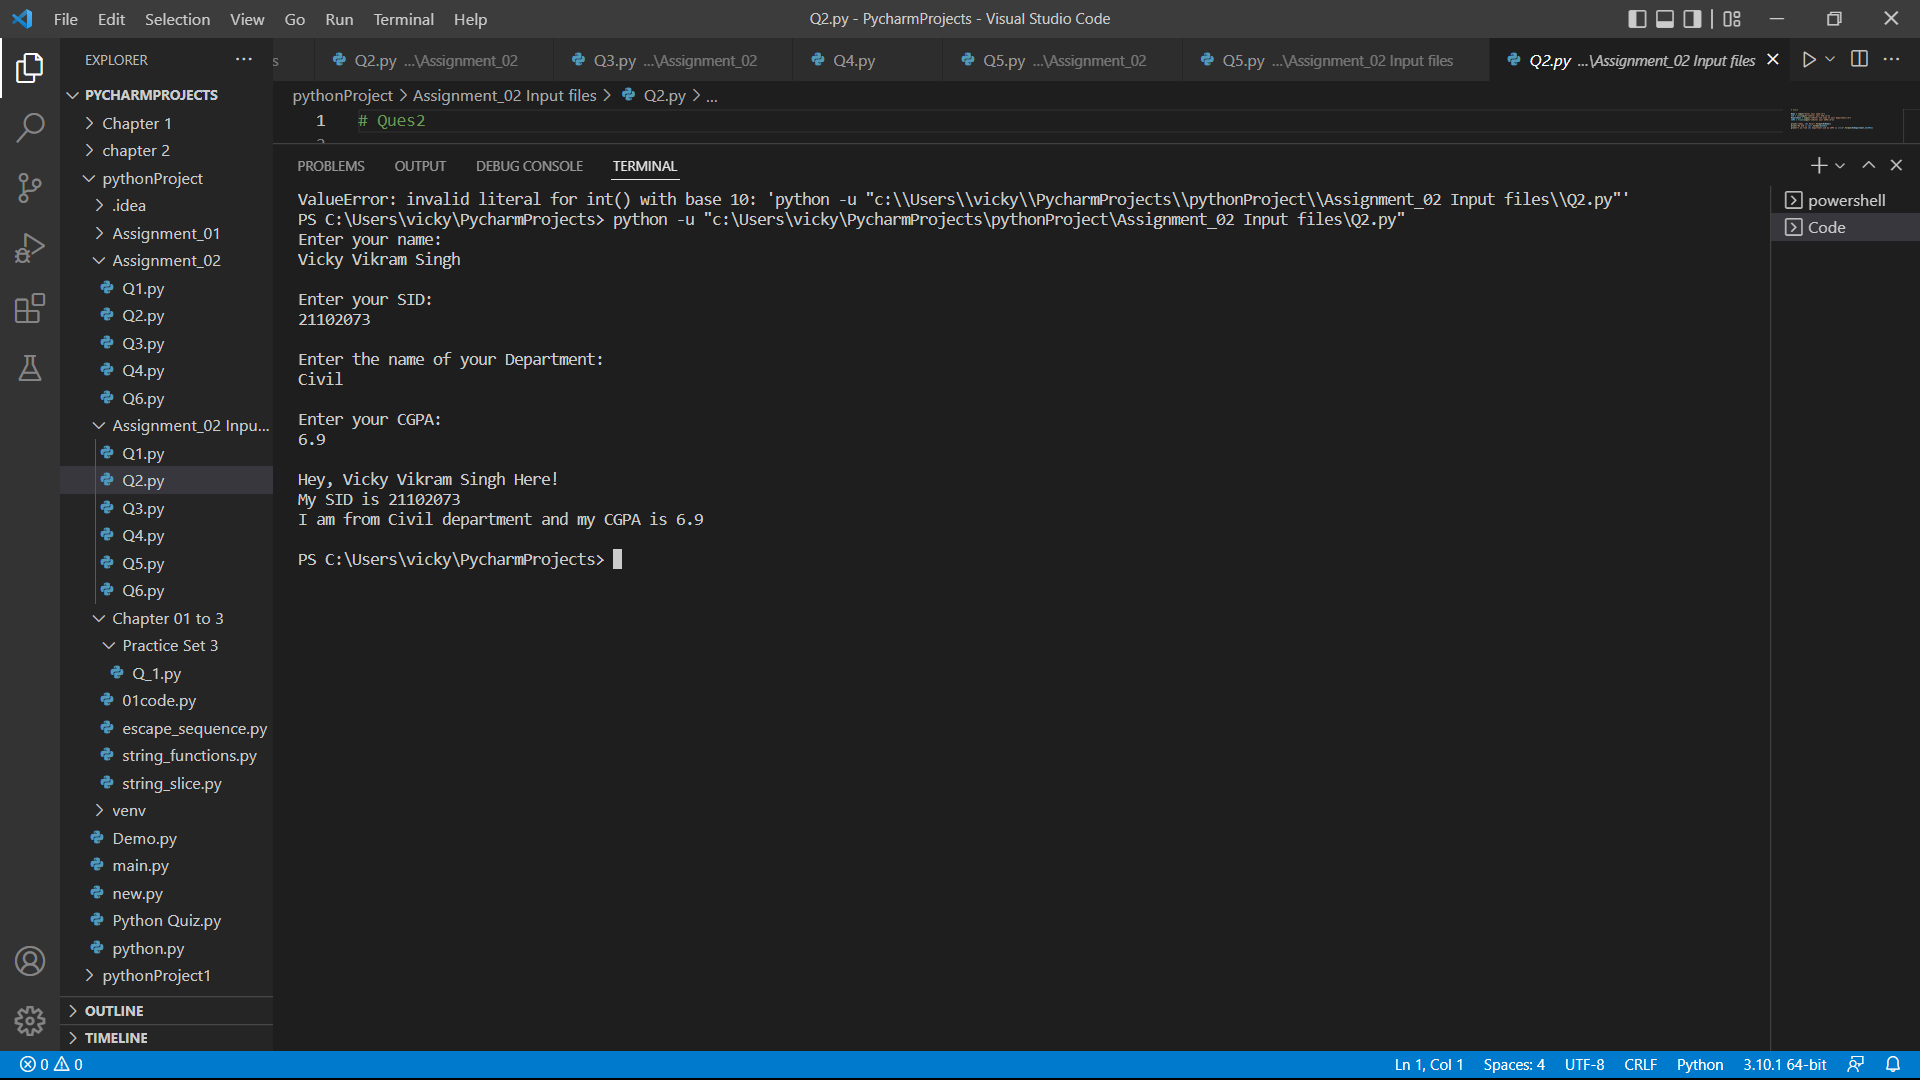 File Edit Selection View Go Run Terminal Help
Q2.py - PycharmProjects - Visual Studio Code
EXPLORER
s
Q2.py ...\Assignment_02
Q3.py ...\Assignment_02
Q4.py
Q5.py ...\Assignment_02
Q5.py ...\Assignment_02 Input files
Q2.py ...\Assignment_02 Input files
PYCHARMPROJECTS
Chapter 1
chapter 2
pythonProject
.idea
Assignment_01
Assignment_02
Q1.py
Q2.py
Q3.py
Q4.py
Q6.py
Assignment_02 Inpu...
Q1.py
Q2.py
Q3.py
Q4.py
Q5.py
Q6.py
Chapter 01 to 3
Practice Set 3
Q_1.py
01code.py
escape_sequence.py
string_functions.py
string_slice.py
venv
Demo.py
main.py
new.py
Python Quiz.py
python.py
pythonProject1
OUTLINE
TIMELINE
pythonProject > Assignment_02 Input files > Q2.py > ...
1 # Ques2
PROBLEMS OUTPUT DEBUG CONSOLE TERMINAL
ValueError: invalid literal for int() with base 10: 'python -u "c:\\Users\\vicky\\PycharmProjects\\pythonProject\\Assignment_02 Input files\\Q2.py"'
PS C:\Users\vicky\PycharmProjects> python -u "c:\Users\vicky\PycharmProjects\pythonProject\Assignment_02 Input files\Q2.py"
Enter your name:
Vicky Vikram Singh
Enter your SID:
21102073
Enter the name of your Department:
Civil
Enter your CGPA:
6.9
Hey, Vicky Vikram Singh Here!
My SID is 21102073
I am from Civil department and my CGPA is 6.9
PS C:\Users\vicky\PycharmProjects>
powershell
Code
0 0
Ln 1, Col 1 Spaces: 4 UTF-8 CRLF Python 3.10.1 64-bit